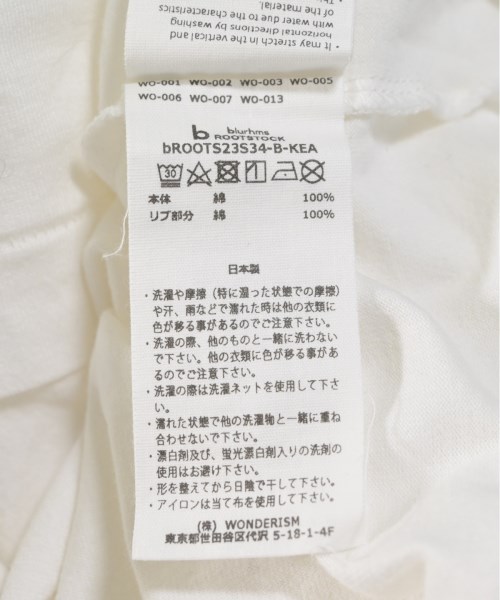 • It may stretch in the vertical and
horizontal directions by washing
with water due to the characteristics
of the material.
WO-001 WO-002 WO-003 WO-005
WO-006 WO-007 WO-013
b blurhms
ROOTSTOCK
bROOTS23S34-B-KEA
30
本体 綿 100%
リブ部分 綿 100%
日本製
・洗濯や摩擦（特に湿った状態での摩擦）
や汗、雨などで濡れた時は他の衣類に
色が移る事があるのでご注意下さい。
・洗濯の際、他のものと一緒に洗わない
で下さい。他の衣類に色が移る事があ
るのでご注意下さい。
・洗濯の際は洗濯ネットを使用して下さ
い。
・濡れた状態で他の洗濯物と一緒に重ね
合わせないで下さい。
・漂白剤及び、蛍光漂白剤入りの洗剤の
使用はお避け下さい。
・形を整えてから日陰で干して下さい。
・アイロンは当て布を使用して下さい。
(株) WONDERISM
東京都世田谷区代沢 5-18-1-4F